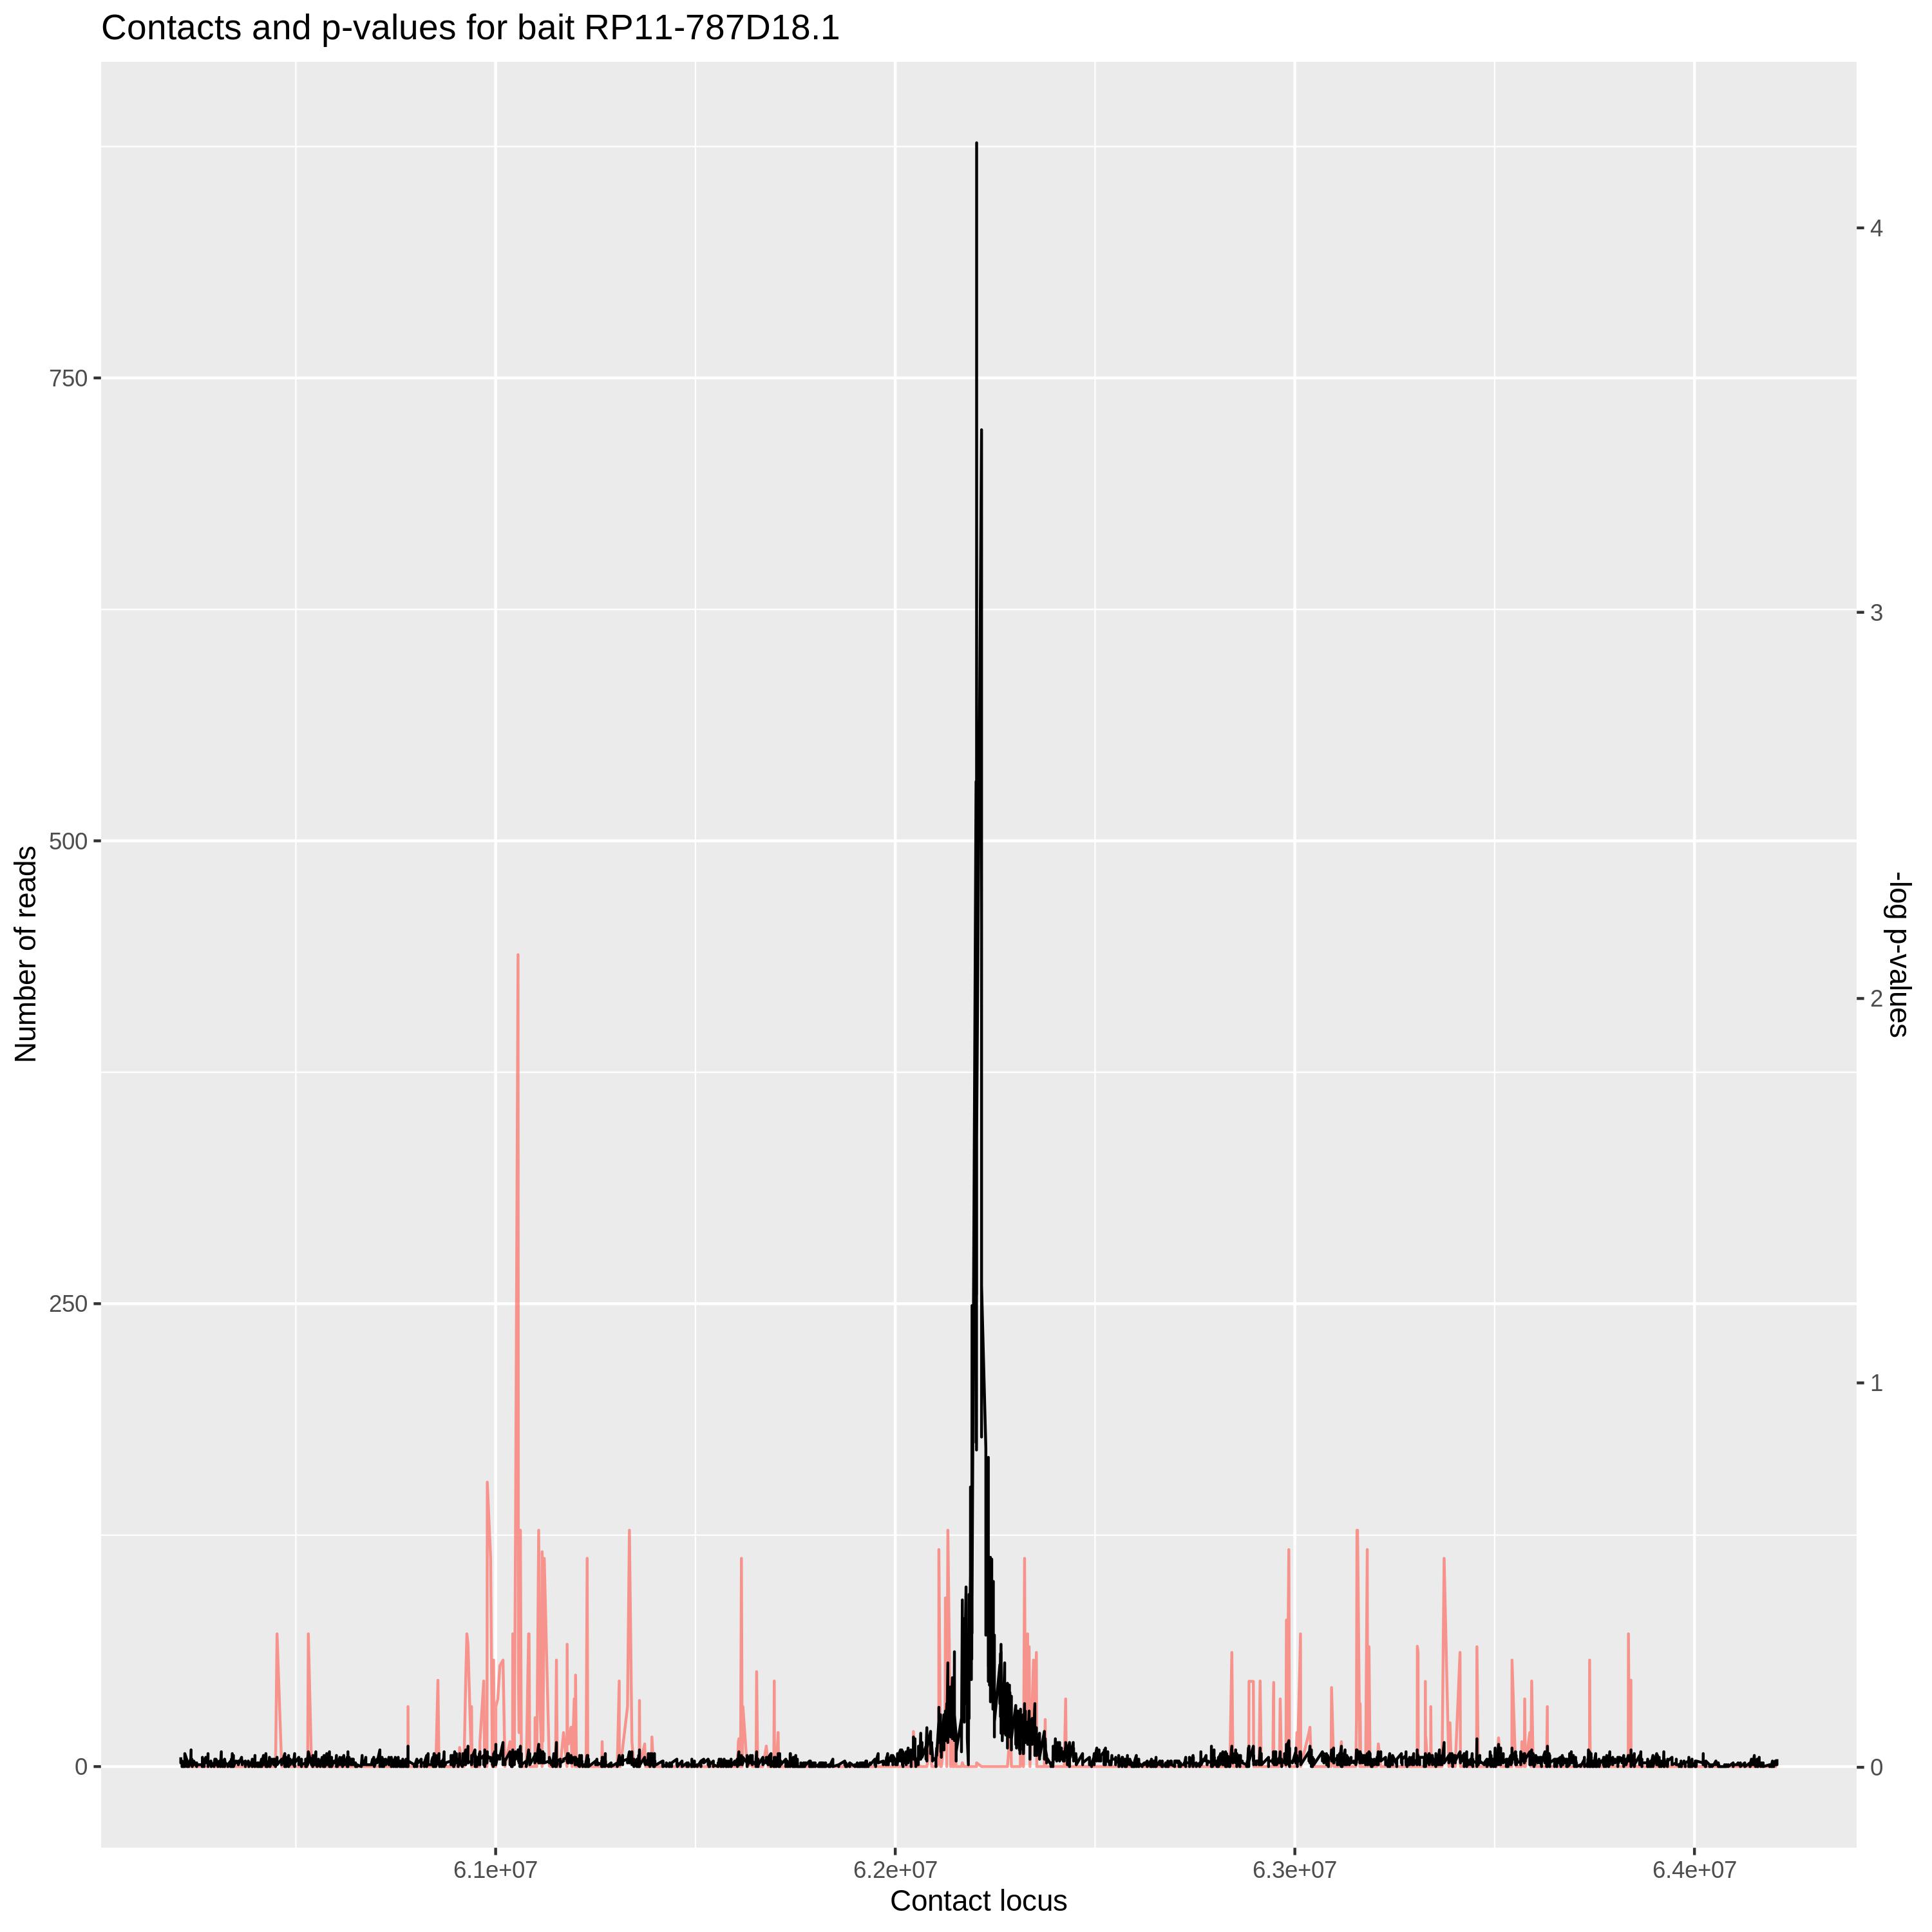 Contacts and p-values for bait RP11-787D18.1
Number of reads
750
500
250
0
4
3
2
1
0
-log p-values
6.1e+07 6.2e+07 6.3e+07 6.4e+07
Contact locus